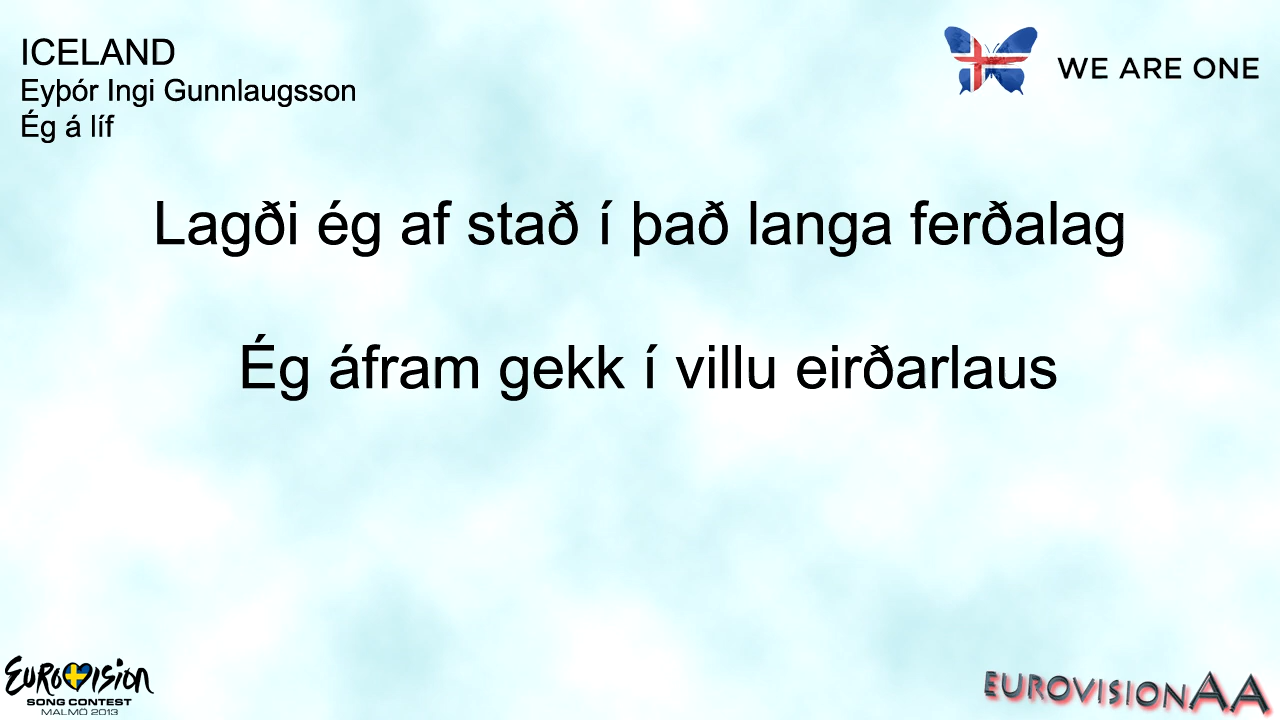 ICELAND
Eyþór Ingi Gunnlaugsson
Ég á líf
WE ARE ONE
Lagði ég af stað í það langa ferðalag
Ég áfram gekk í villu eirðarlaus
EUROVISION
SONG CONTEST
MALMÖ 2013
EUROVISIONAA